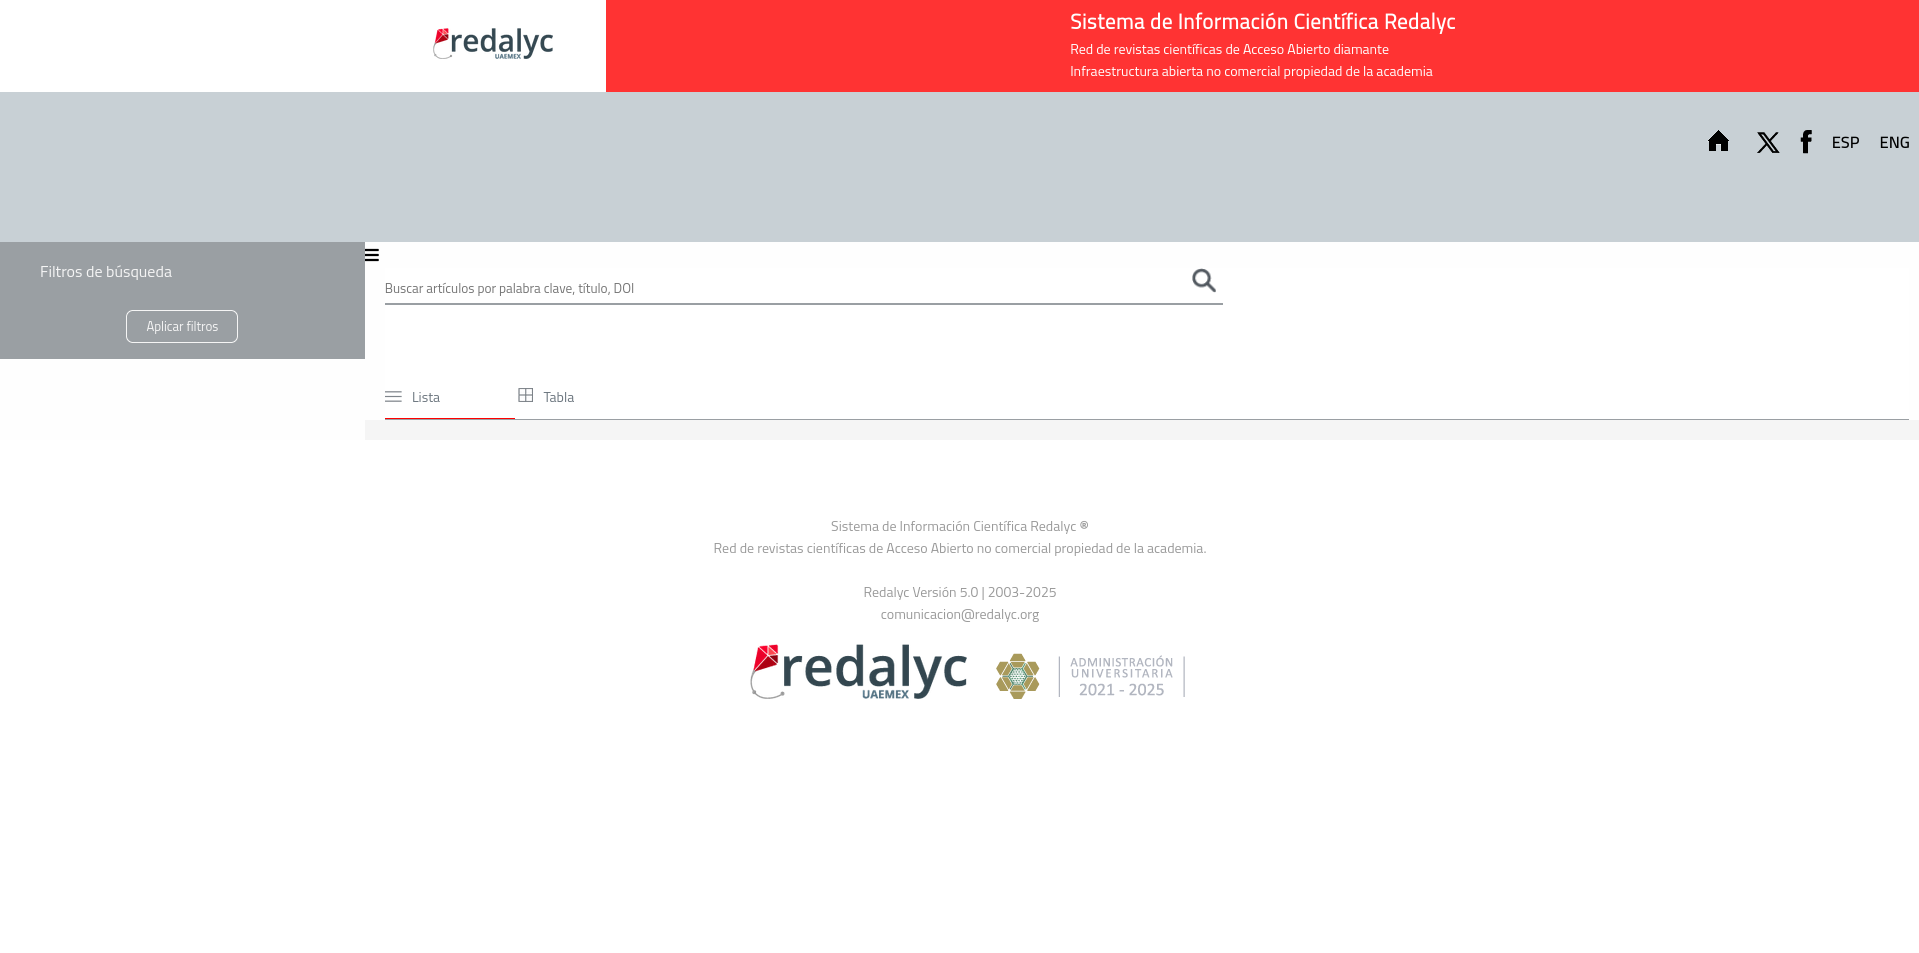 redalyc
UAEMEX
Sistema de Información Científica Redalyc
Red de revistas científicas de Acceso Abierto diamante
Infraestructura abierta no comercial propiedad de la academia
ESP ENG
Filtros de búsqueda
Aplicar filtros
Buscar artículos por palabra clave, título, DOI
Lista Tabla
Sistema de Información Científica Redalyc ®
Red de revistas científicas de Acceso Abierto no comercial propiedad de la academia.
Redalyc Versión 5.0 | 2003-2025
comunicacion@redalyc.org
redalyc
UAEMEX
ADMINISTRACIÓN
UNIVERSITARIA
2021 - 2025